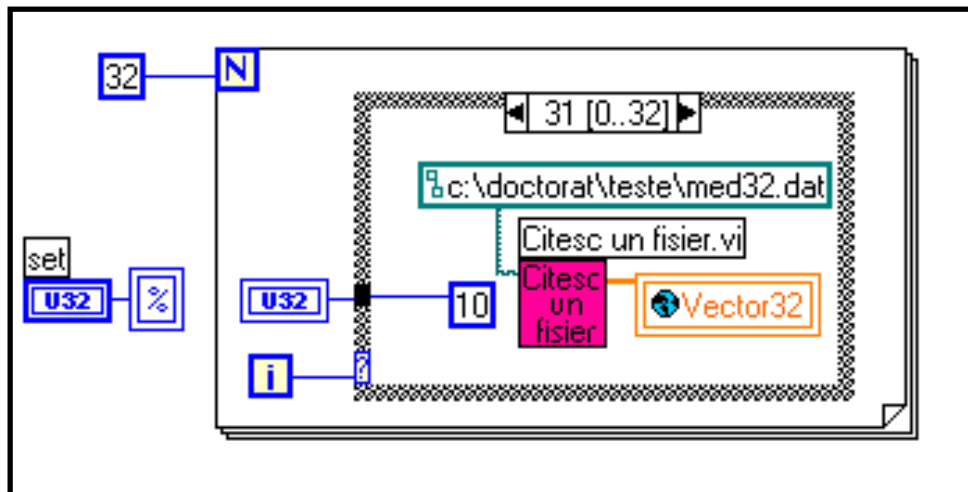 32
N
31 [0..32]
c:\doctorat\teste\med32.dat
Citesc un fisier.vi
set
U32
%
U32
10
Citesc
un
fisier
Vector32
i
?